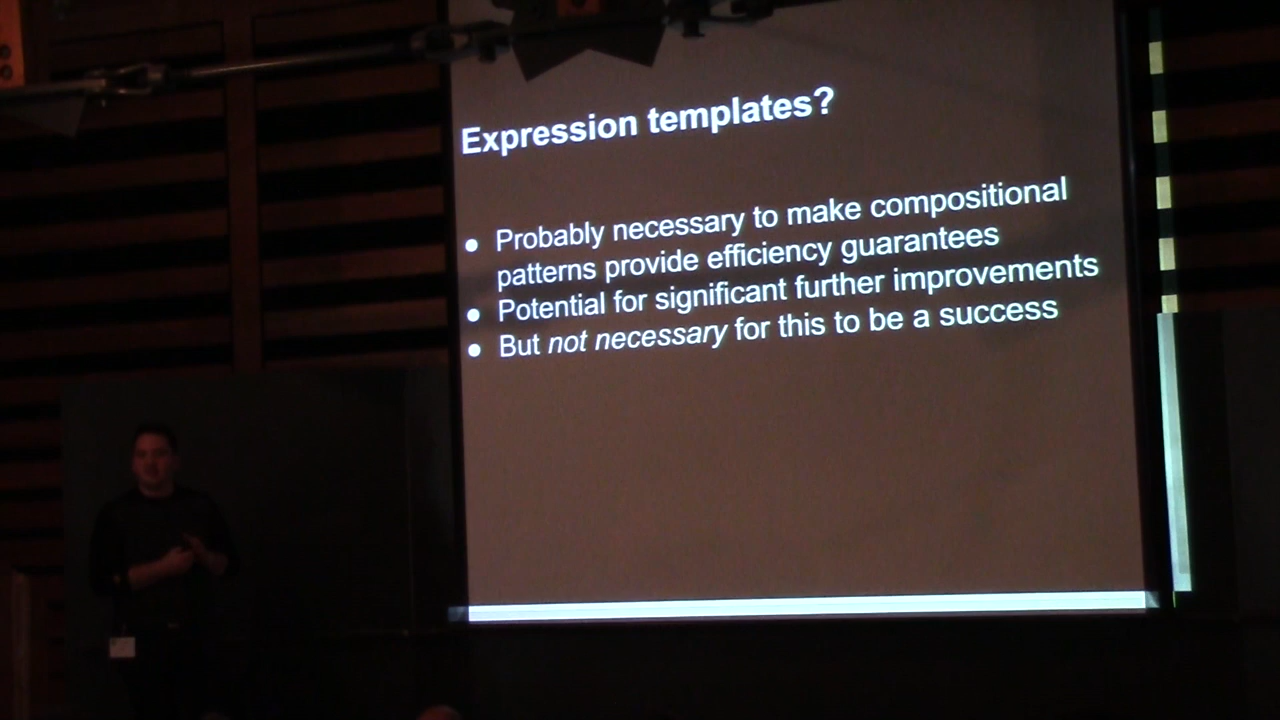 Expression templates?
● Probably necessary to make compositional
patterns provide efficiency guarantees
● Potential for significant further improvements
● But not necessary for this to be a success